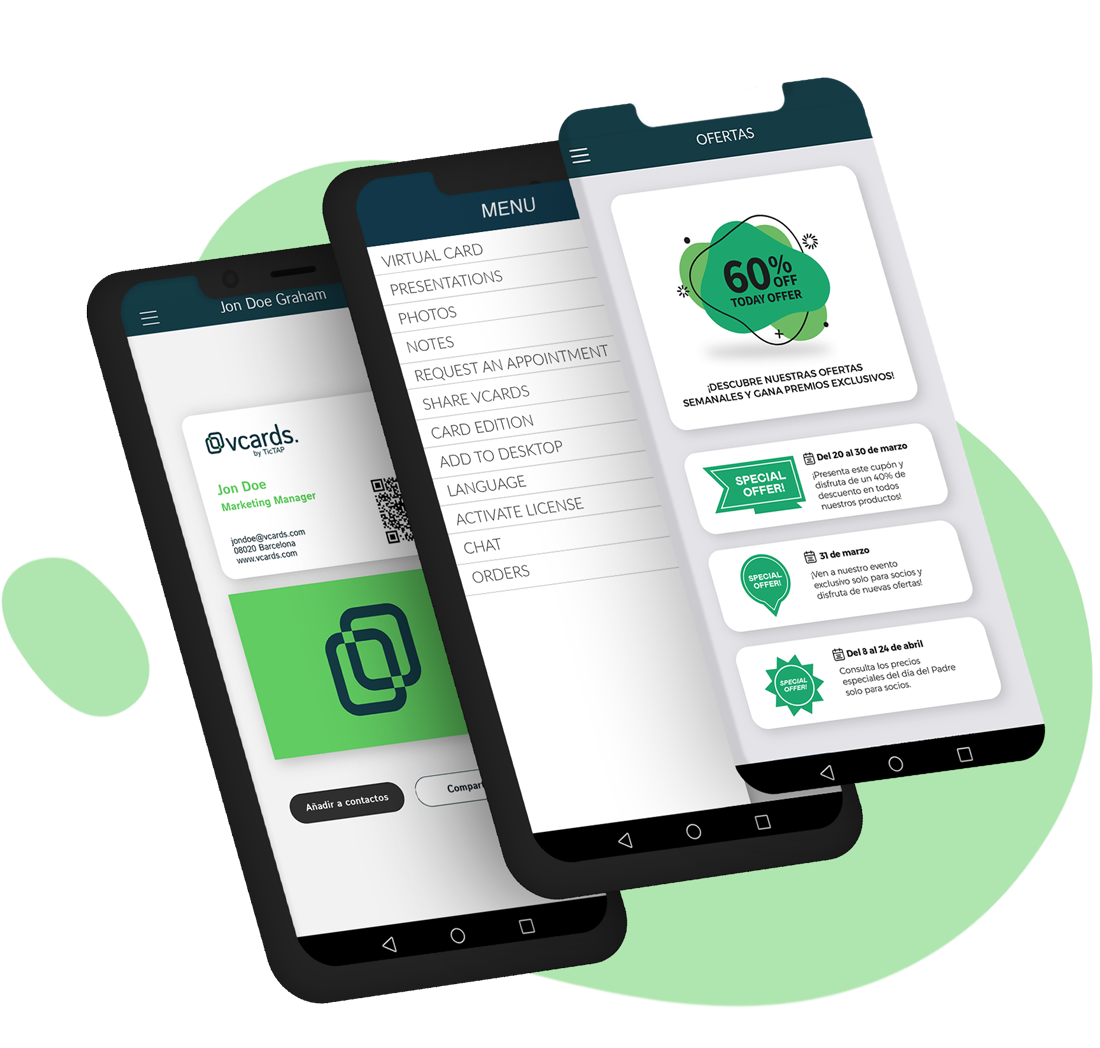 Jon Doe Graham
vcards.
by TicTAP
Jon Doe
Marketing Manager
jondoe@vcards.com
08020 Barcelona
www.vcards.com
Añadir a contactos
MENU
VIRTUAL CARD
PRESENTATIONS
PHOTOS
NOTES
REQUEST AN APPOINTMENT
SHARE VCARDS
CARD EDITION
ADD TO DESKTOP
LANGUAGE
ACTIVATE LICENSE
CHAT
ORDERS
OFERTAS
60%
OFF
TODAY OFFER
¡DESCUBRE NUESTRAS OFERTAS
SEMANALES Y GANA PREMIOS EXCLUSIVOS!
SPECIAL
OFFER!
Del 20 al 30 de marzo
¡Presenta este cupón y
disfruta de un 40% de
descuento en todos
nuestros productos!
SPECIAL
OFFER!
31 de marzo
¡Ven a nuestro evento
exclusivo solo para socios y
disfruta de nuevas ofertas!
SPECIAL
OFFER!
Del 8 al 24 de abril
Consulta los precios
especiales del día del Padre
solo para socios.